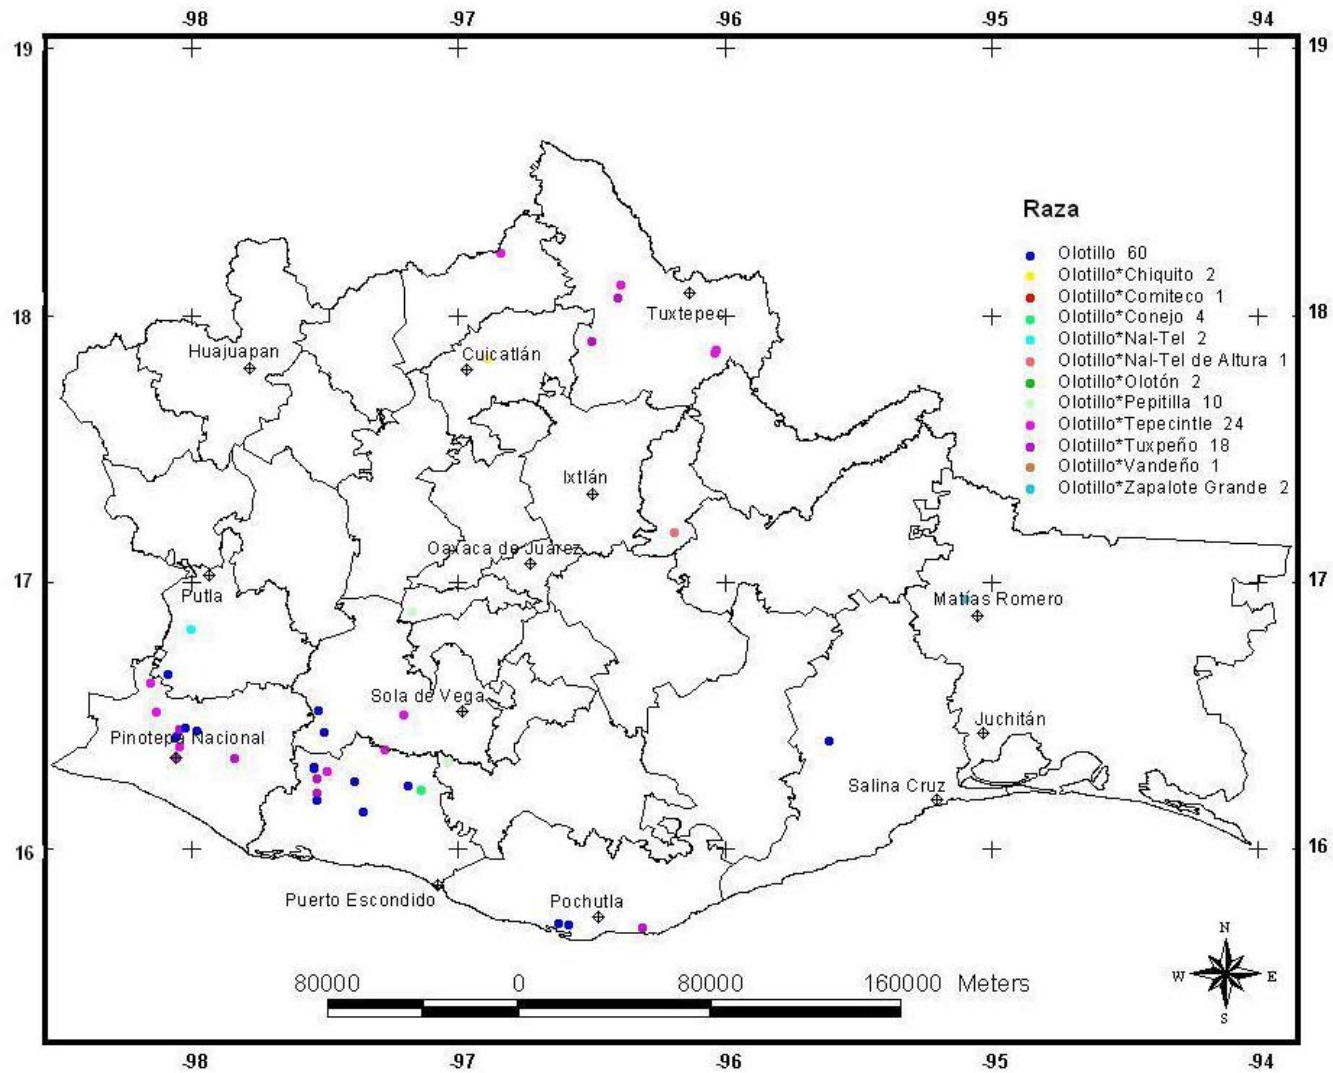 -98 -97 -96 -95 -94
19 19
Raza
Olotillo 60
Olotillo*Chiquito 2
Olotillo*Comiteco 1
Olotillo*Conejo 4
Olotillo*Nal-Tel 2
Olotillo*Nal-Tel de Altura 1
Olotillo*Olotón 2
Olotillo*Pepitilla 10
Olotillo*Tepecintle 24
Olotillo*Tuxpeño 18
Olotillo*Vandeño 1
Olotillo*Zapalote Grande 2
18 Tuxtepec 18
Huajuapan Cuicatlán
Ixtlán
Oaxaca de Juárez
17 17
Putla Matías Romero
Sola de Vega
Pinotepa Nacional Juchitán
Salina Cruz
16 16
Puerto Escondido Pochutla
N
W E
S
80000 0 80000 160000 Meters
-98 -97 -96 -95 -94